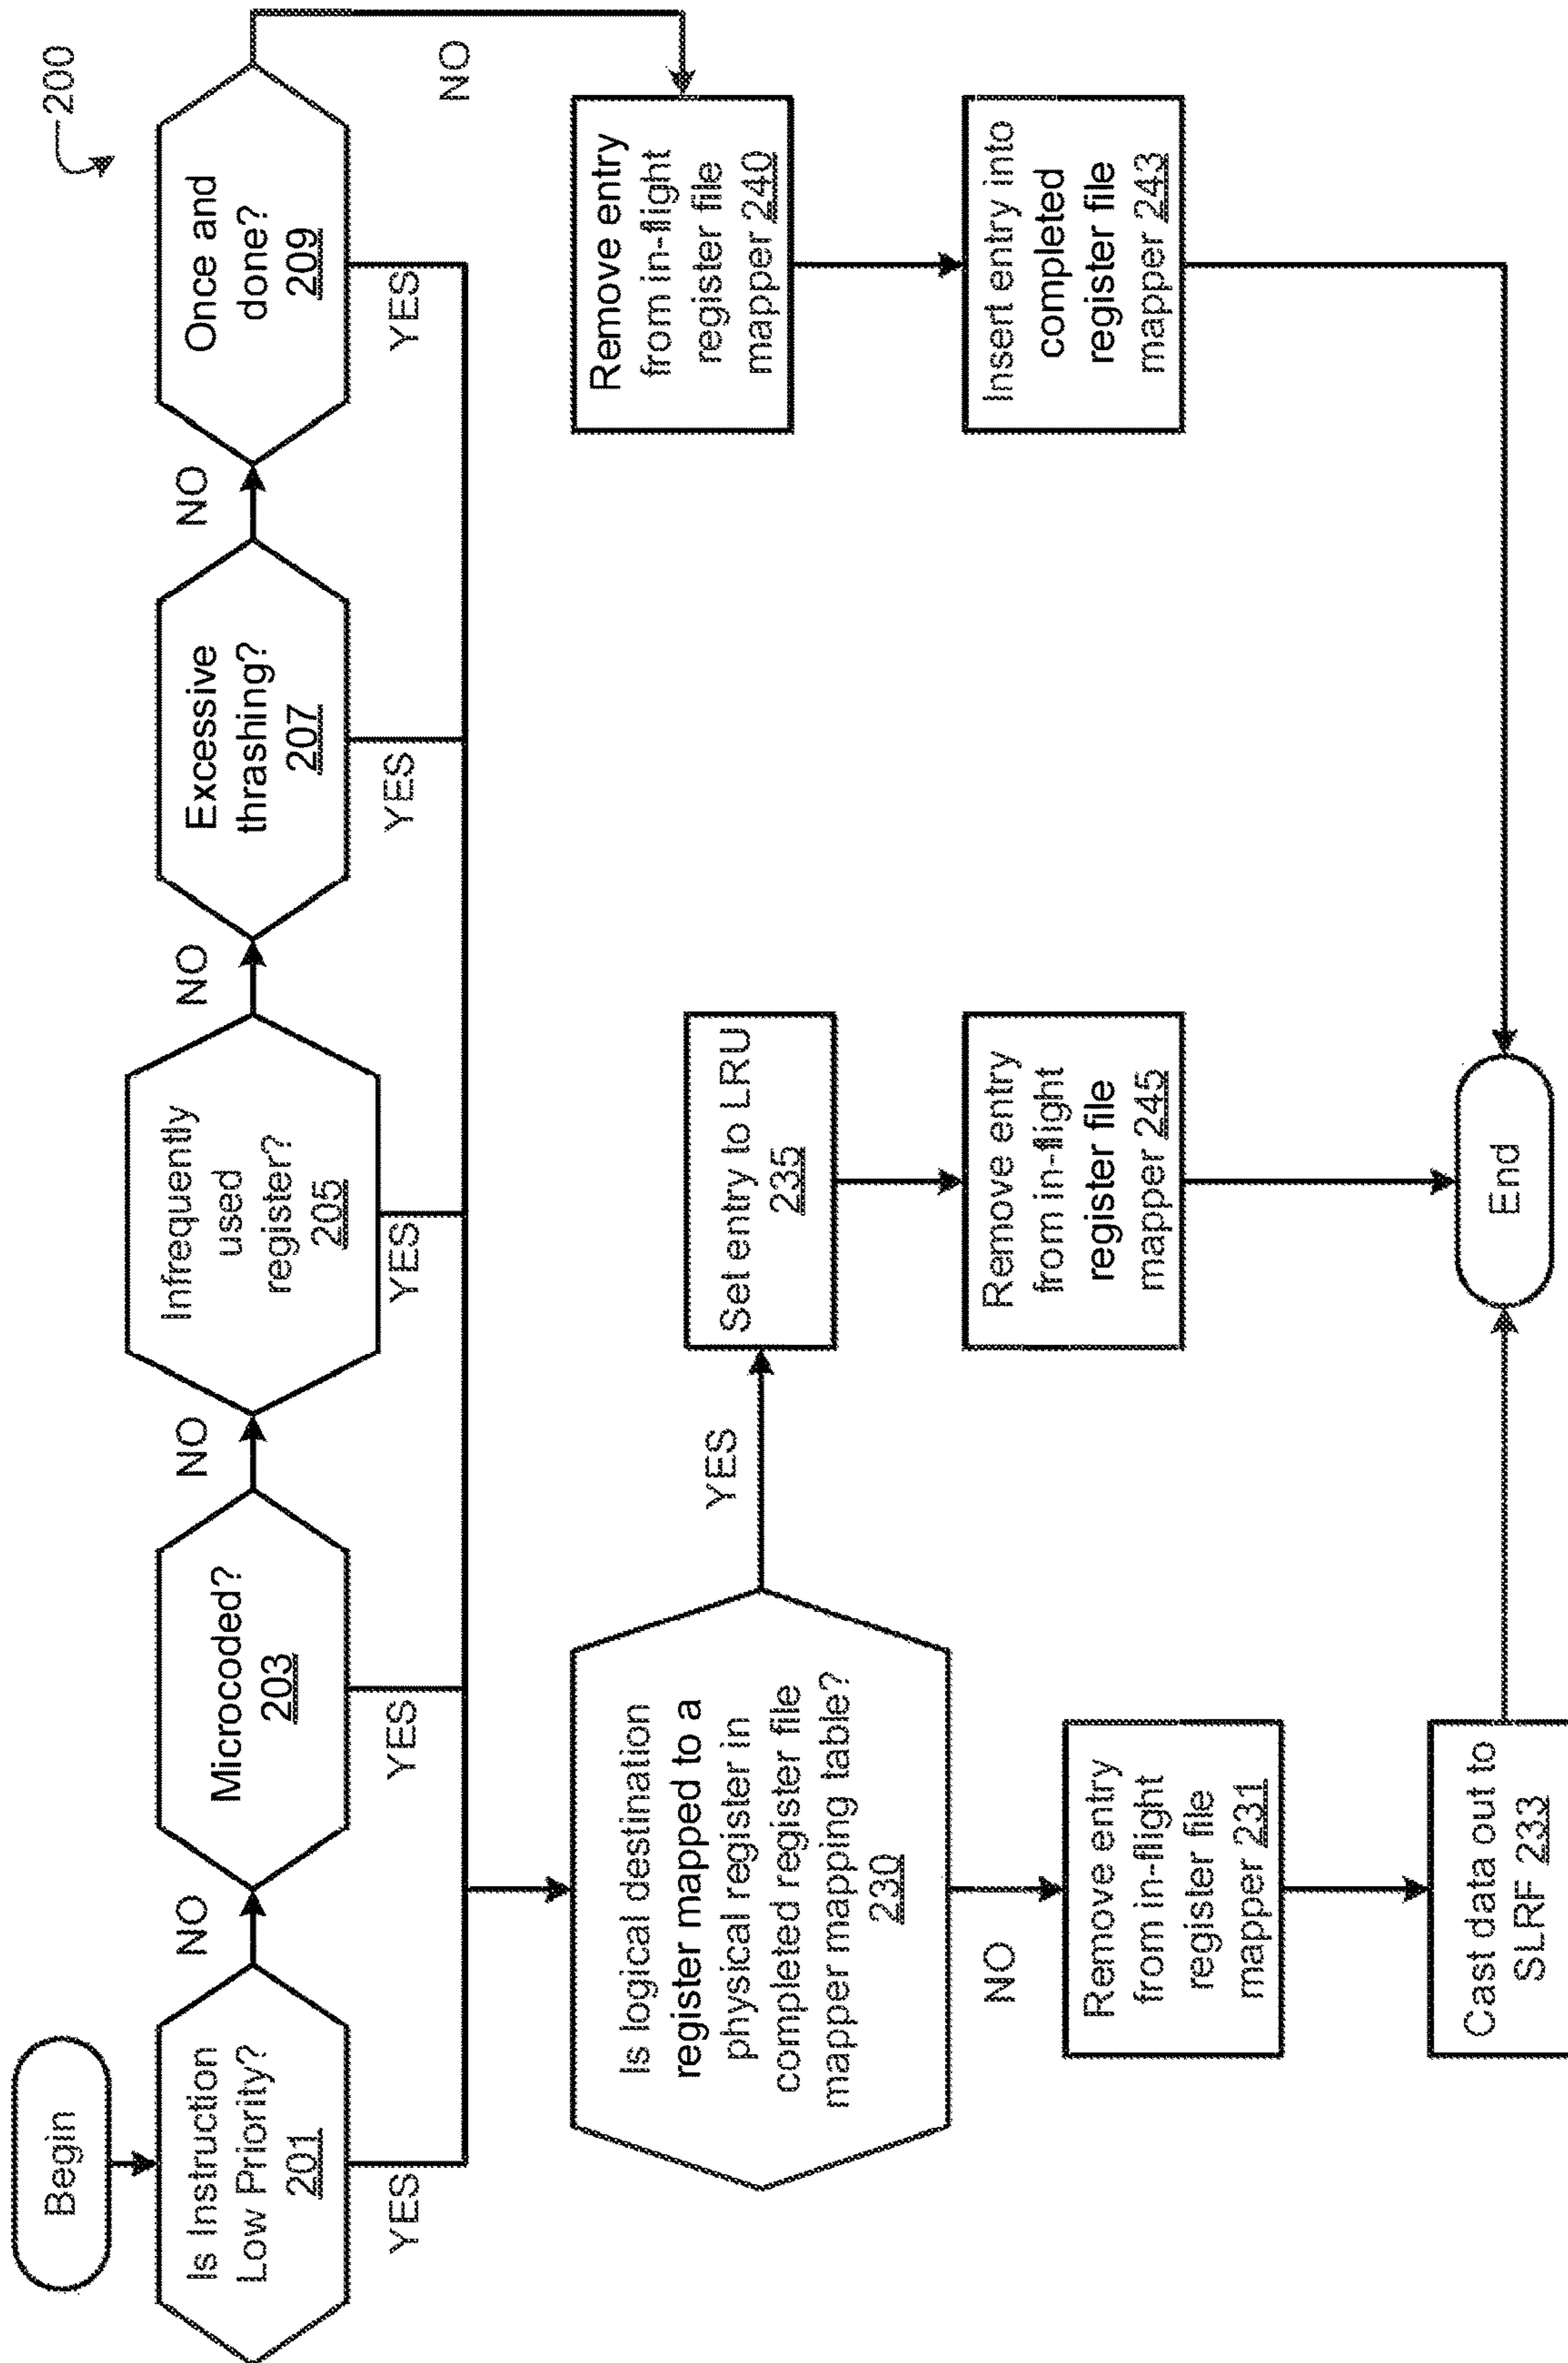 200
Begin
Is Instruction
Low Priority?
201
NO
YES
Microcoded?
203
NO
YES
Infrequently
used
register?
205
NO
YES
Excessive
thrashing?
207
NO
YES
Once and
done?
209
YES
NO
Is logical destination
register mapped to a
physical register in
completed register file
mapper mapping table?
230
YES
NO
Set entry to LRU
235
Remove entry
from in-flight
register file
mapper 245
Remove entry
from in-flight
register file
mapper 240
Insert entry into
completed
register file
mapper 243
Remove entry
from in-flight
register file
mapper 231
Cast data out to
SLRF 233
End